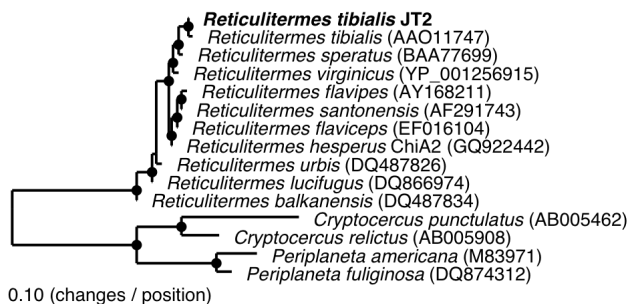 Reticulitermes tibialis JT2
Reticulitermes tibialis (AAO11747)
Reticulitermes speratus (BAA77699)
Reticulitermes virginicus (YP_001256915)
Reticulitermes flavipes (AY168211)
Reticulitermes santonensis (AF291743)
Reticulitermes flaviceps (EF016104)
Reticulitermes hesperus ChiA2 (GQ922442)
Reticulitermes urbis (DQ487826)
Reticulitermes lucifugus (DQ866974)
Reticulitermes balkanensis (DQ487834)
Cryptocercus punctulatus (AB005462)
Cryptocercus relictus (AB005908)
Periplaneta americana (M83971)
Periplaneta fuliginosa (DQ874312)
0.10 (changes / position)